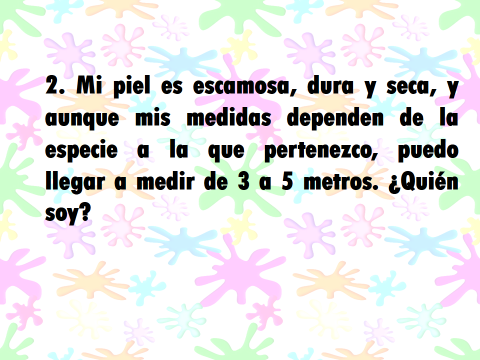 2. Mi piel es escamosa, dura y seca, y
aunque mis medidas dependen de la
especie a la que pertenezco, puedo
llegar a medir de 3 a 5 metros. ¿Quién
soy?